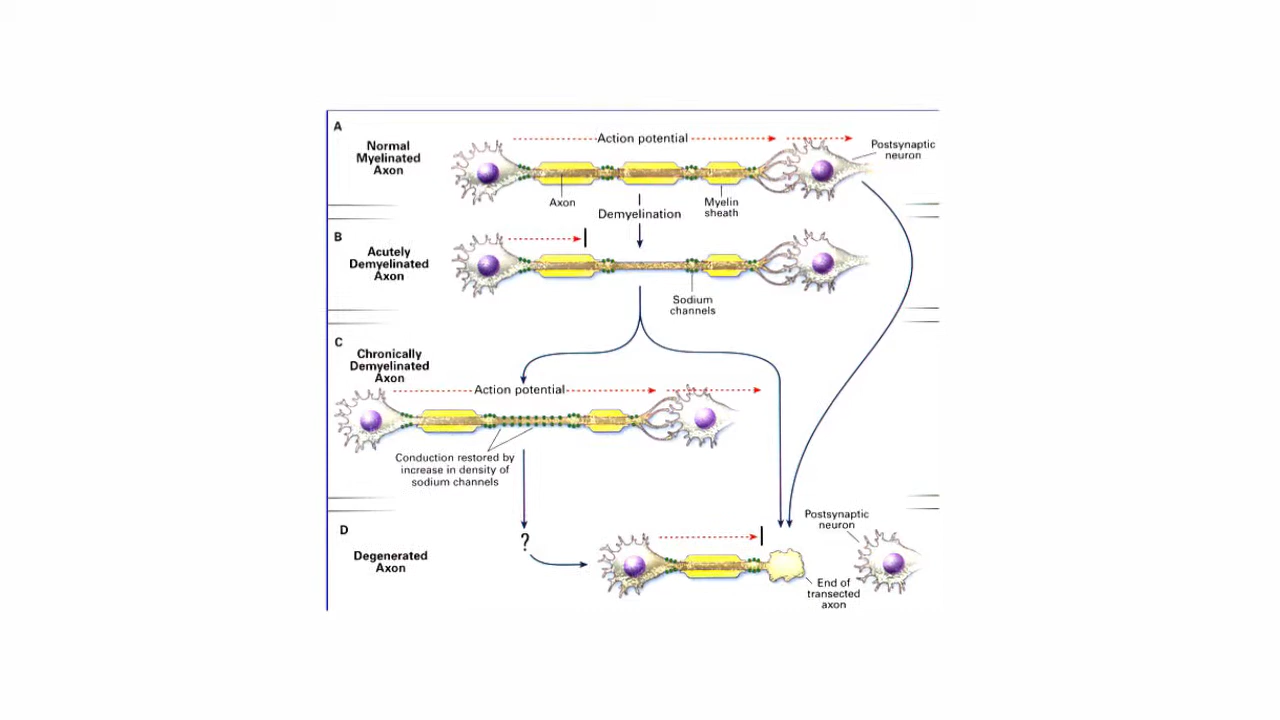 A
Normal
Myelinated
Axon
Action potential
Postsynaptic
neuron
Axon
Myelin
sheath
Demyelination
B
Acutely
Demyelinated
Axon
Sodium
channels
C
Chronically
Demyelinated
Axon
Action potential
Conduction restored by
increase in density of
sodium channels
D
Degenerated
Axon
?
Postsynaptic
neuron
End of
transected
axon